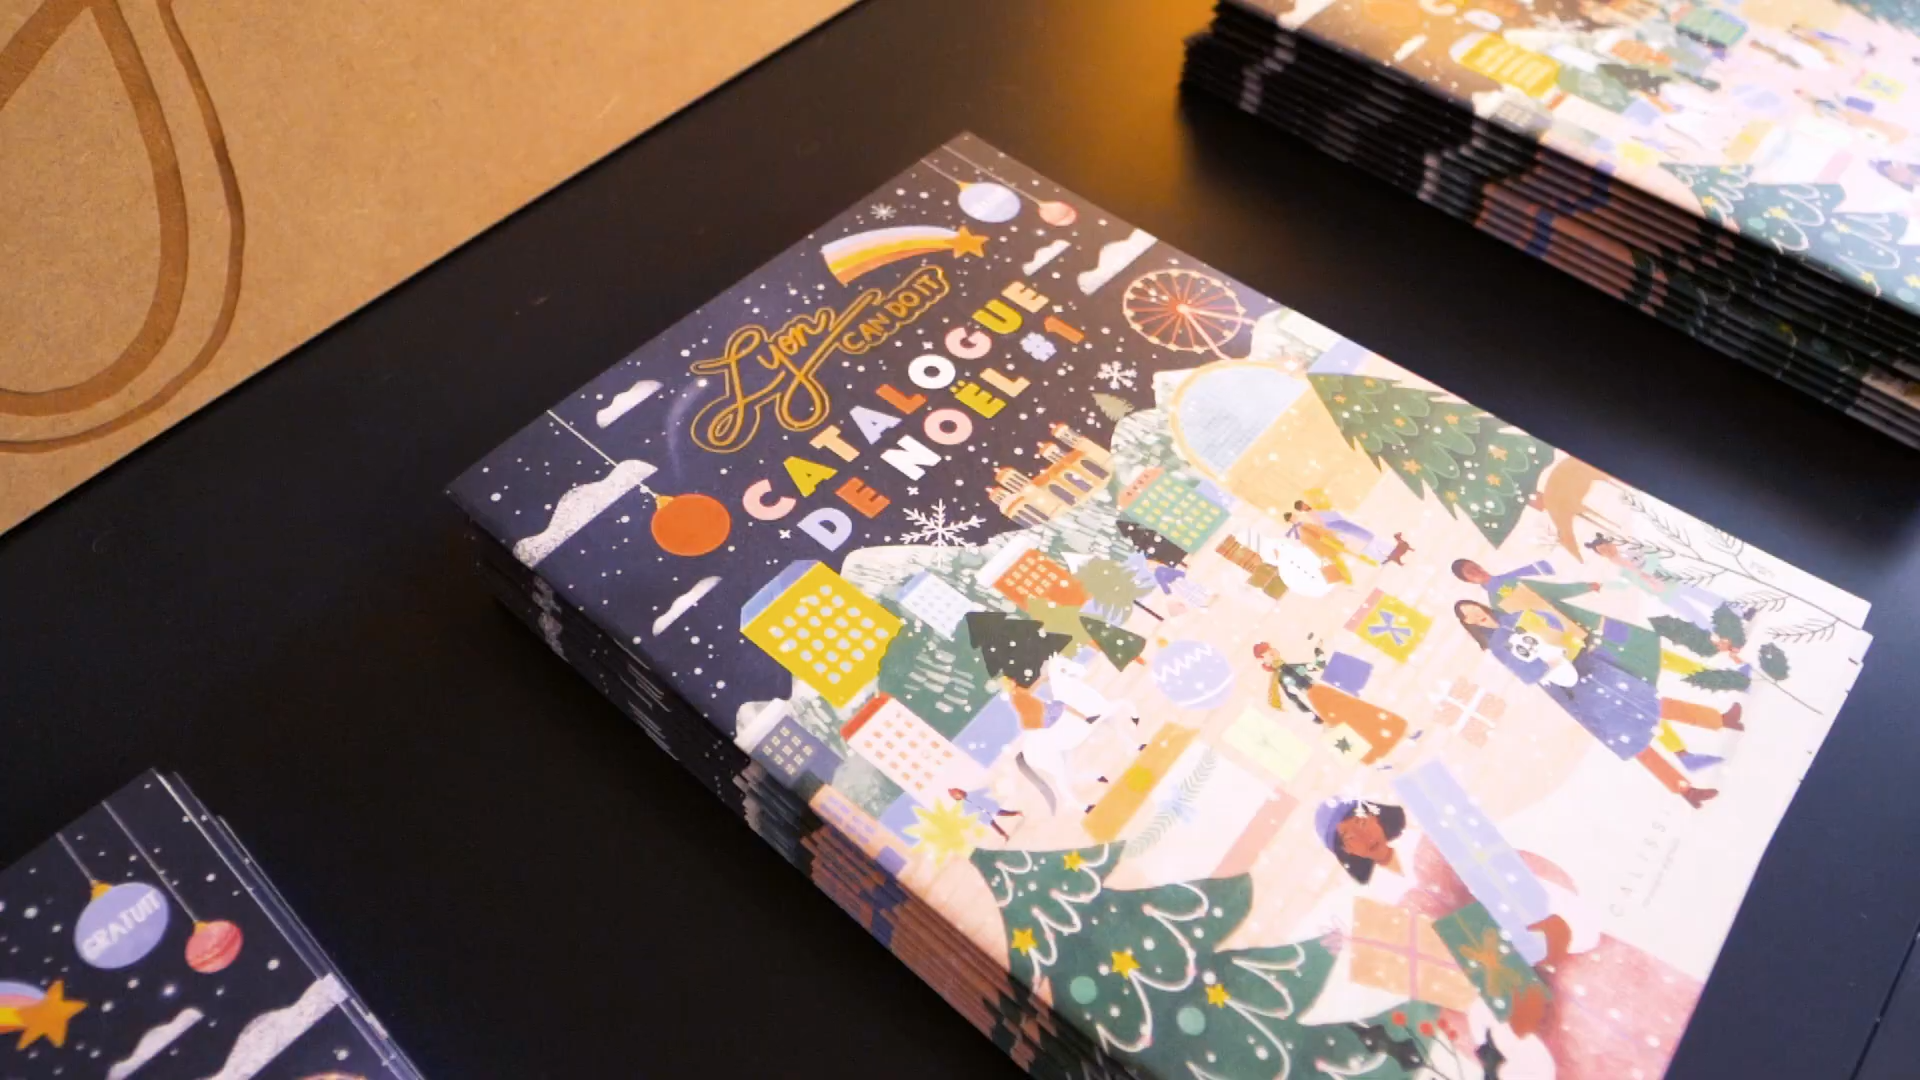 Lyon
CAN DO IT
CATALOGUE
DE NOËL #1
GRATUIT